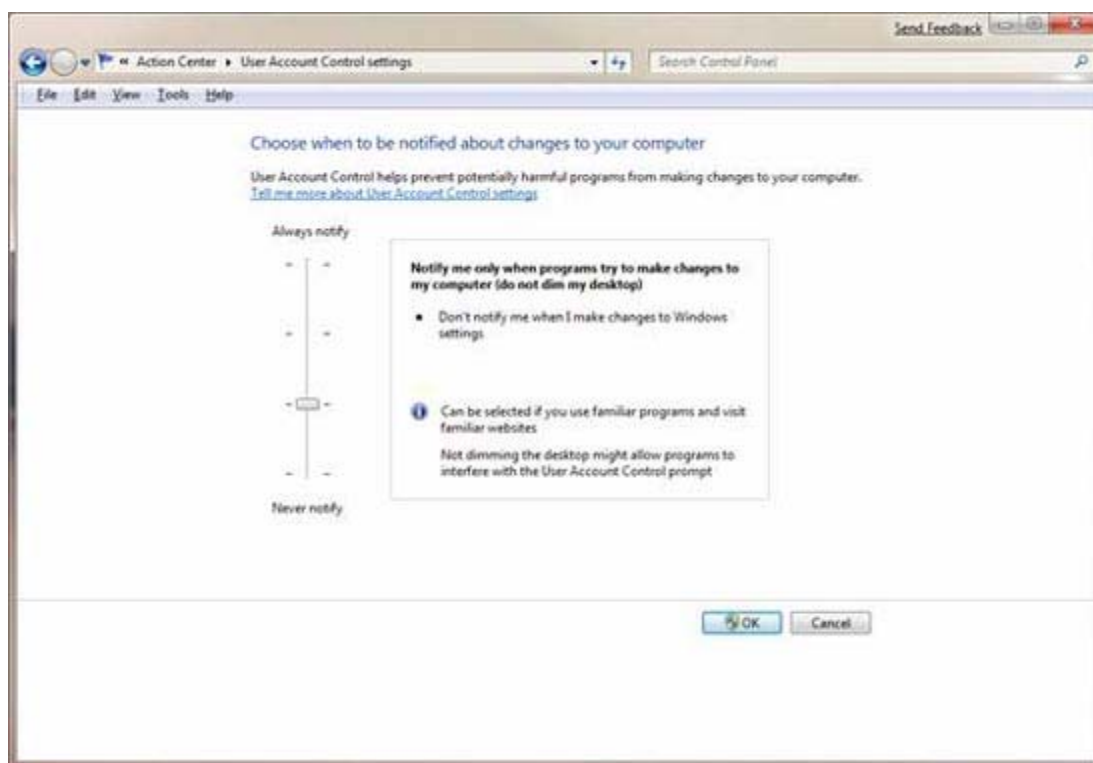 Send Feedback
« Action Center ▸ User Account Control settings
Search Control Panel
File Edit View Tools Help
Choose when to be notified about changes to your computer
User Account Control helps prevent potentially harmful programs from making changes to your computer.
Tell me more about User Account Control settings
Always notify
Notify me only when programs try to make changes to
my computer (do not dim my desktop)
• Don't notify me when I make changes to Windows
settings
Can be selected if you use familiar programs and visit
familiar websites
Not dimming the desktop might allow programs to
interfere with the User Account Control prompt
Never notify
OK Cancel